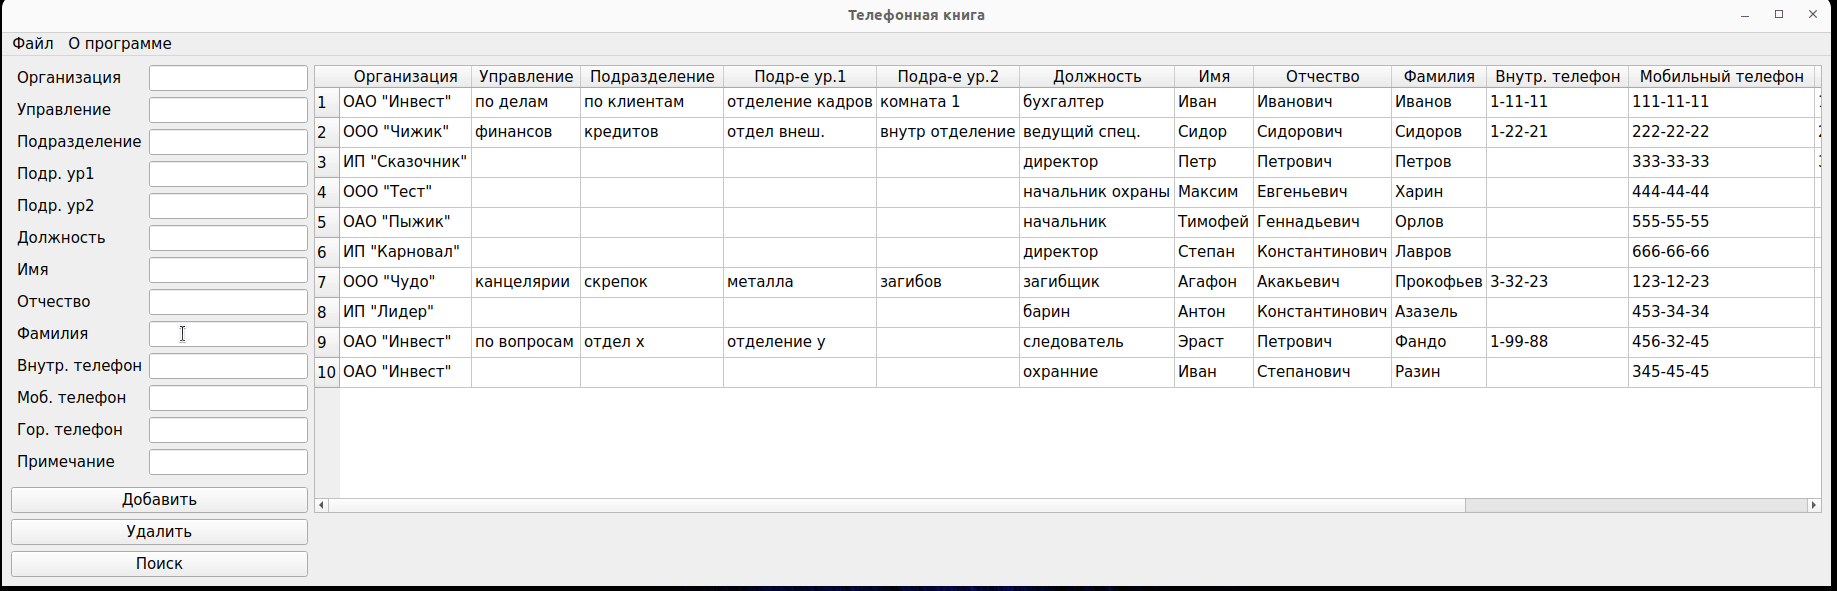 Телефонная книга
Файл О программе
Организация
Управление
Подразделение
Подр. ур1
Подр. ур2
Должность
Имя
Отчество
Фамилия
Внутр. телефон
Моб. телефон
Гор. телефон
Примечание
Добавить
Удалить
Поиск
Организация Управление Подразделение Подр-е ур.1 Подра-е ур.2 Должность Имя Отчество Фамилия Внутр. телефон Мобильный телефон
1 ОАО "Инвест" по делам по клиентам отделение кадров комната 1 бухгалтер Иван Иванович Иванов 1-11-11 111-11-11
2 ООО "Чижик" финансов кредитов отдел внеш. внутр отделение ведущий спец. Сидор Сидорович Сидоров 1-22-21 222-22-22
3 ИП "Сказочник" директор Петр Петрович Петров 333-33-33
4 ООО "Тест" начальник охраны Максим Евгеньевич Харин 444-44-44
5 ОАО "Пыжик" начальник Тимофей Геннадьевич Орлов 555-55-55
6 ИП "Карновал" директор Степан Константинович Лавров 666-66-66
7 ООО "Чудо" канцелярии скрепок металла загибов загибщик Агафон Акакьевич Прокофьев 3-32-23 123-12-23
8 ИП "Лидер" барин Антон Константинович Азазель 453-34-34
9 ОАО "Инвест" по вопросам отдел х отделение у следователь Эраст Петрович Фандо 1-99-88 456-32-45
10 ОАО "Инвест" охранние Иван Степанович Разин 345-45-45